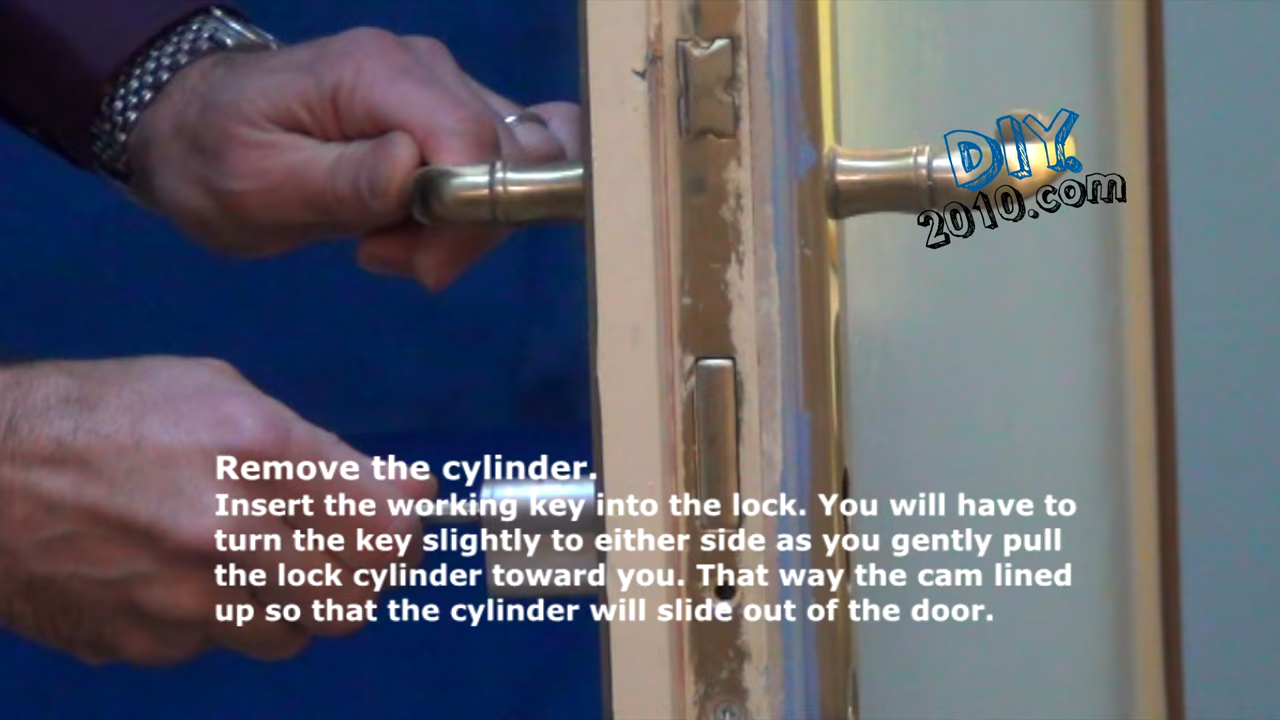 DIY.
2010.com
Remove the cylinder.
Insert the working key into the lock. You will have to
turn the key slightly to either side as you gently pull
the lock cylinder toward you. That way the cam lined
up so that the cylinder will slide out of the door.